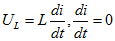 U_L = L di/dt, di/dt = 0